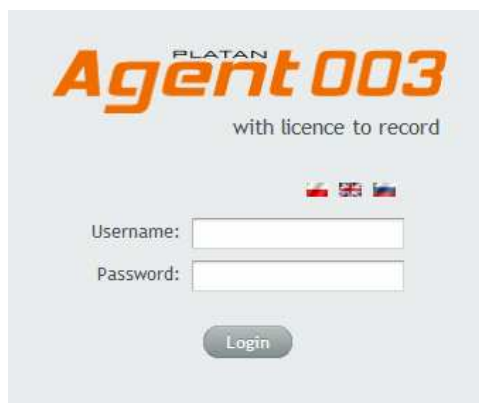 PLATAN
Agent 003
with licence to record
Username:
Password:
Login